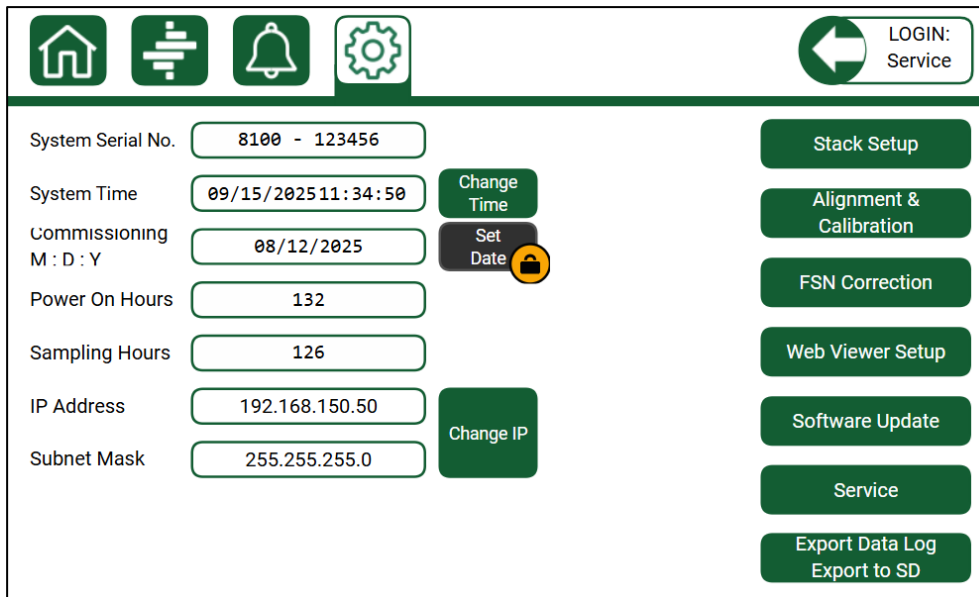 LOGIN:
Service
System Serial No.
8100 - 123456
Stack Setup
System Time
09/15/2025 11:34:50
Change
Time
Alignment &
Calibration
Commissioning
M : D : Y
08/12/2025
Set
Date
Power On Hours
132
FSN Correction
Sampling Hours
126
Web Viewer Setup
IP Address
192.168.150.50
Change IP
Software Update
Subnet Mask
255.255.255.0
Service
Export Data Log
Export to SD